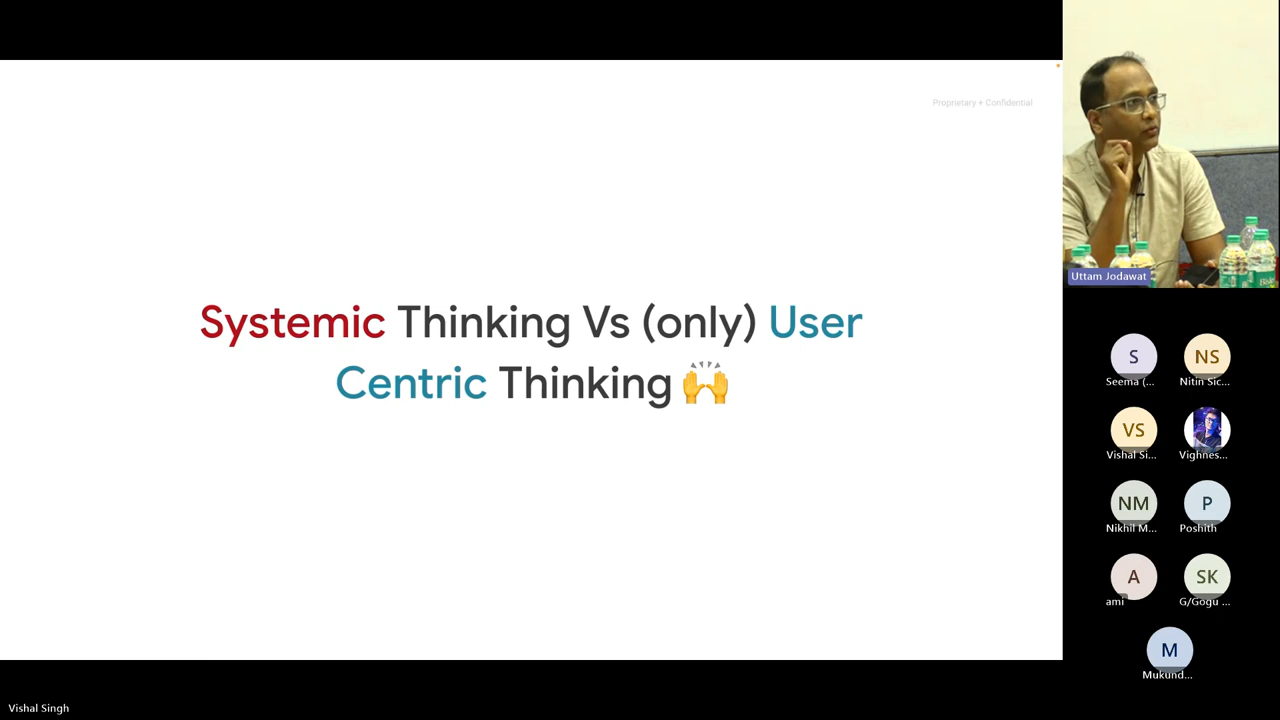 Proprietary + Confidential
Systemic Thinking Vs (only) User
Centric Thinking 🙌
Uttam Jodawat
S
Seema (...
NS
Nitin Sic...
VS
Vishal Si...
Vighnes...
NM
Nikhil M...
P
Poshith
A
ami
SK
G/Gogu ...
M
Mukund...
Vishal Singh